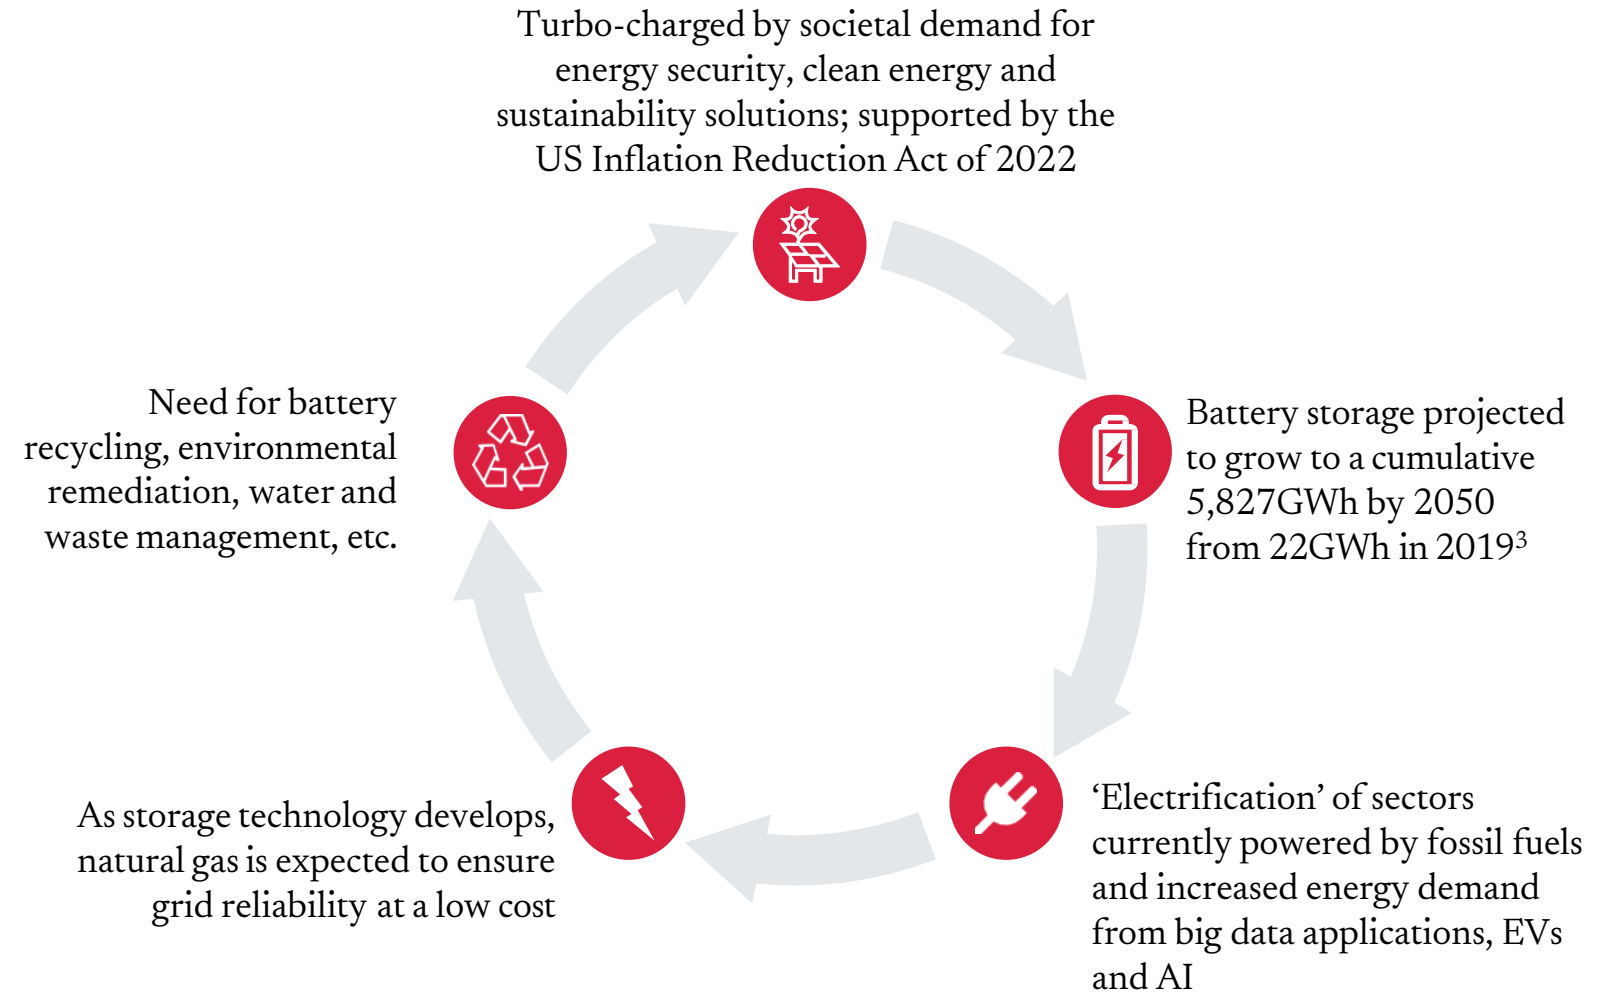 Turbo-charged by societal demand for
energy security, clean energy and
sustainability solutions; supported by the
US Inflation Reduction Act of 2022
Battery storage projected
to grow to a cumulative
5,827GWh by 2050
from 22GWh in 2019³
‘Electrification’ of sectors
currently powered by fossil fuels
and increased energy demand
from big data applications, EVs
and AI
As storage technology develops,
natural gas is expected to ensure
grid reliability at a low cost
Need for battery
recycling, environmental
remediation, water and
waste management, etc.